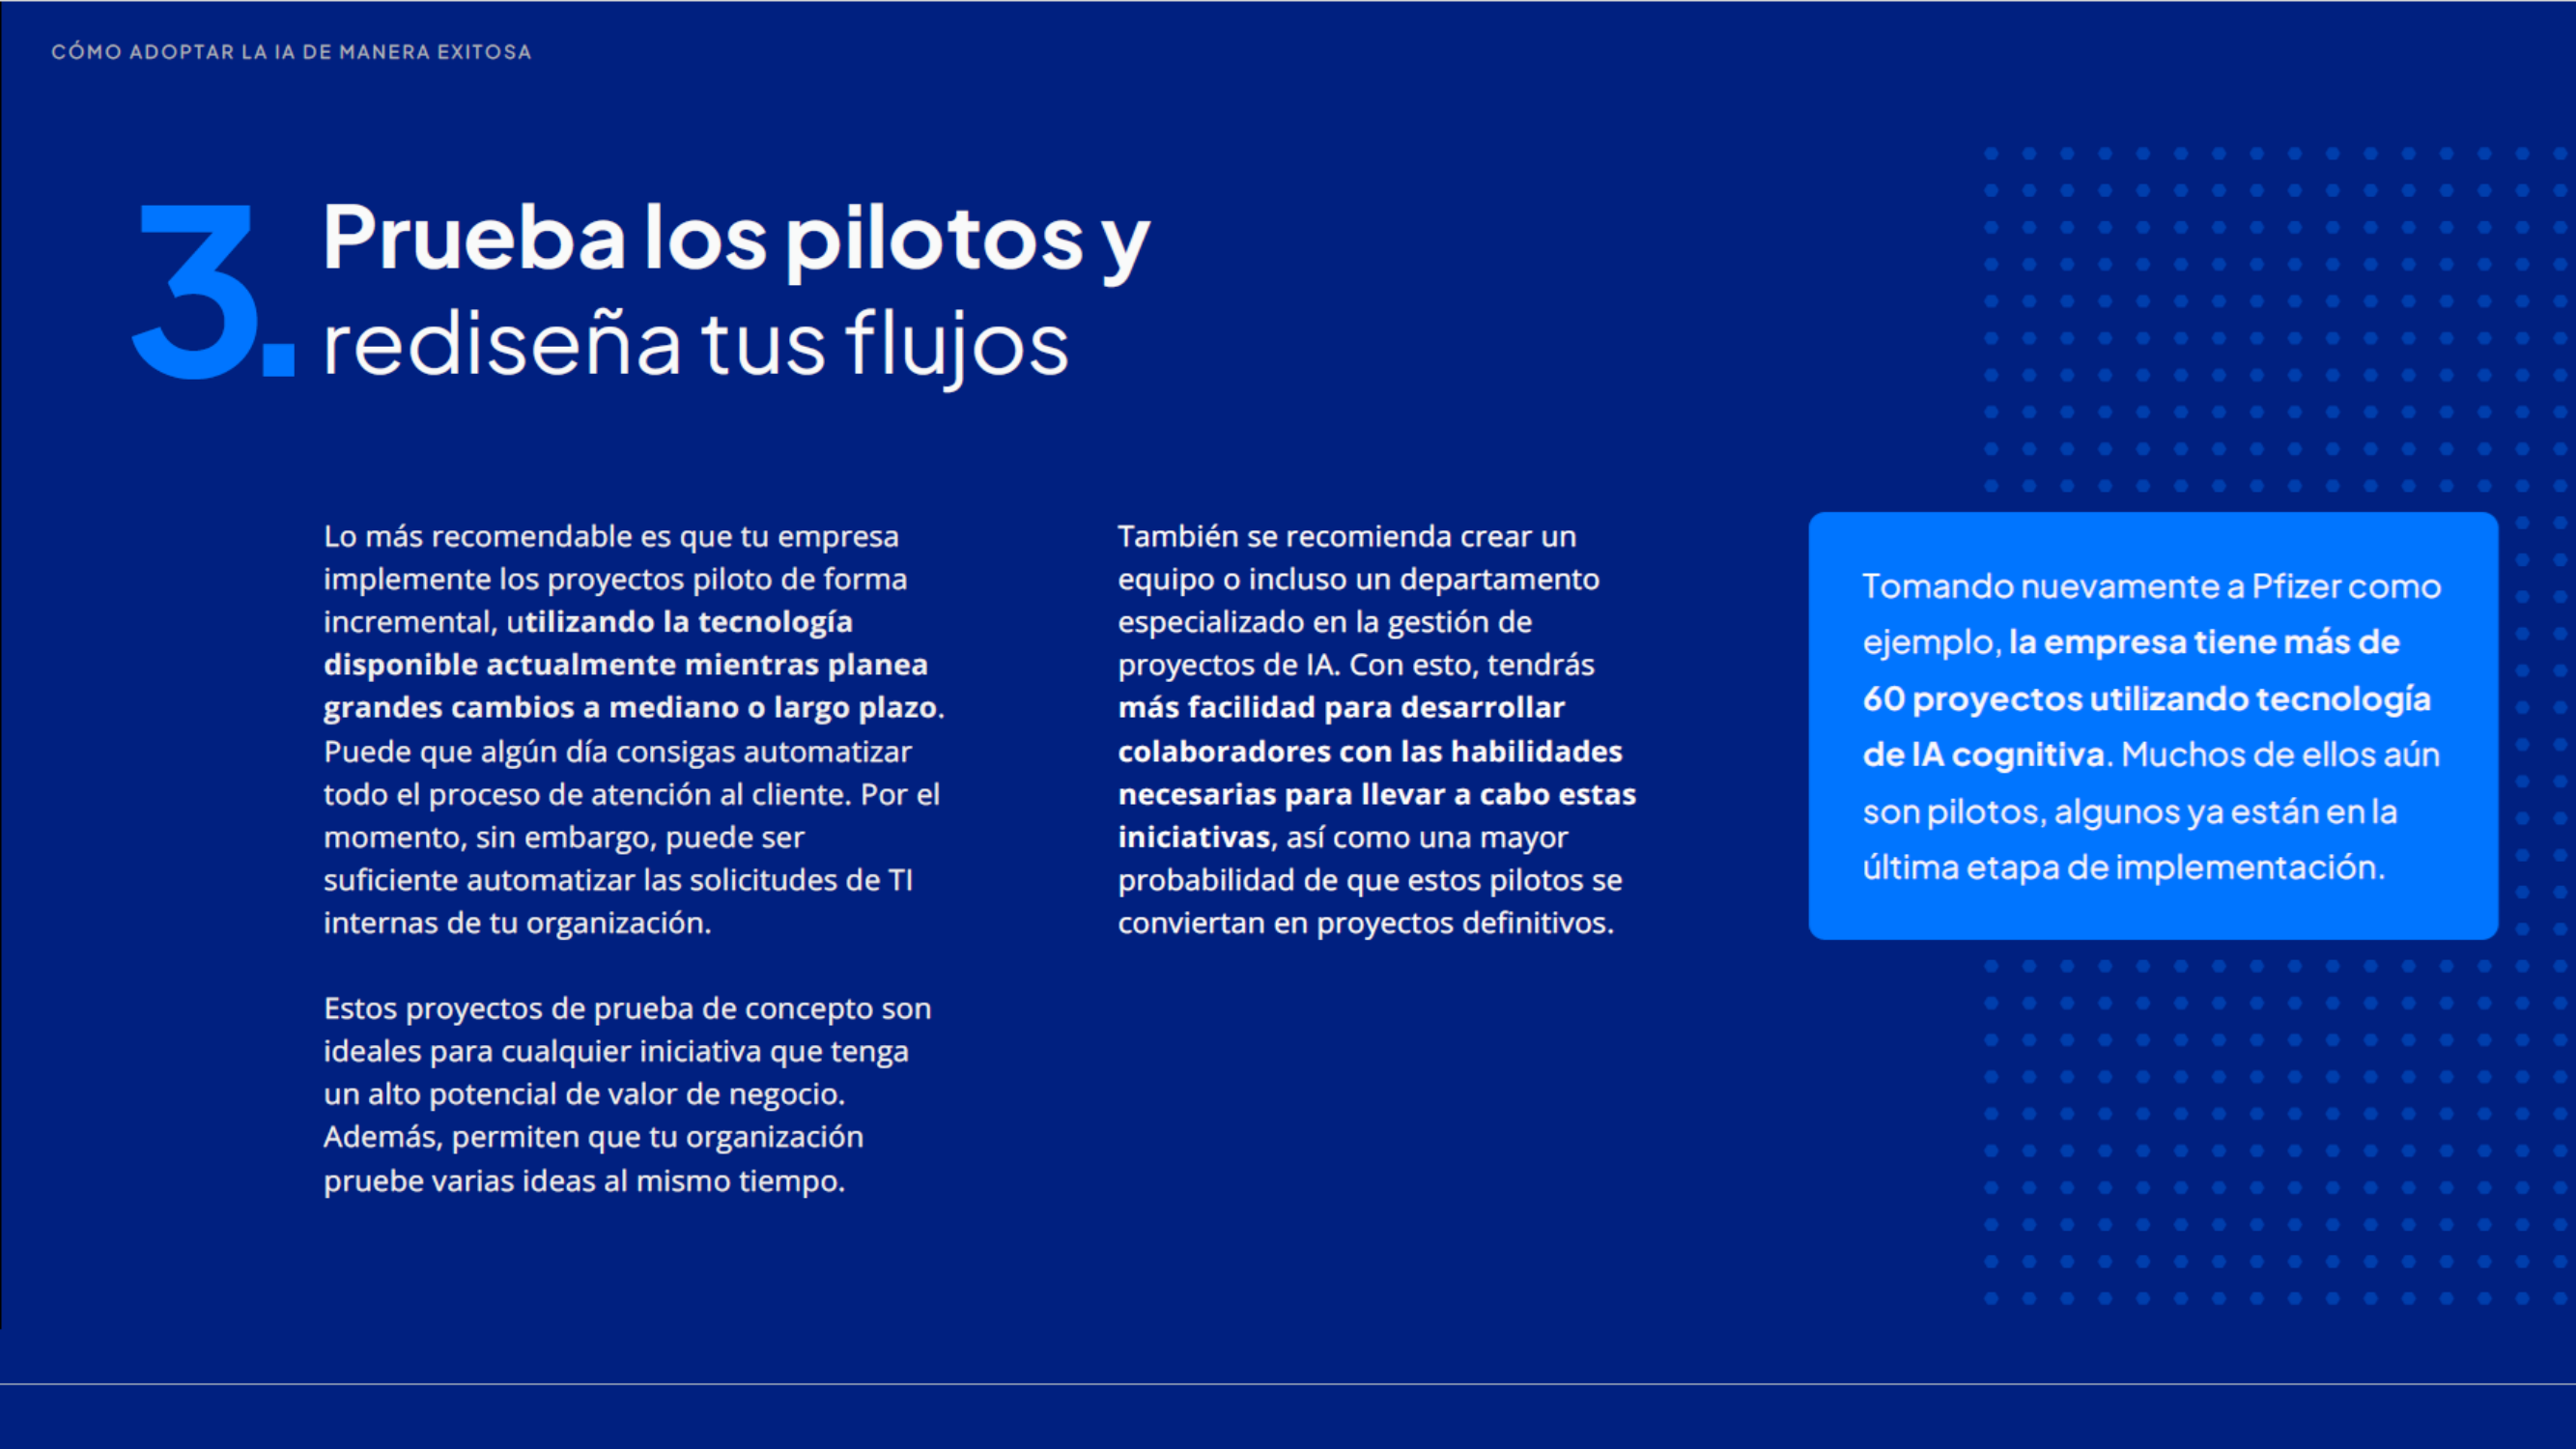 CÓMO ADOPTAR LA IA DE MANERA EXITOSA
3. Prueba los pilotos y
rediseña tus flujos
Lo más recomendable es que tu empresa
implemente los proyectos piloto de forma
incremental, utilizando la tecnología
disponible actualmente mientras planea
grandes cambios a mediano o largo plazo.
Puede que algún día consigas automatizar
todo el proceso de atención al cliente. Por el
momento, sin embargo, puede ser
suficiente automatizar las solicitudes de TI
internas de tu organización.
Estos proyectos de prueba de concepto son
ideales para cualquier iniciativa que tenga
un alto potencial de valor de negocio.
Además, permiten que tu organización
pruebe varias ideas al mismo tiempo.
También se recomienda crear un
equipo o incluso un departamento
especializado en la gestión de
proyectos de IA. Con esto, tendrás
más facilidad para desarrollar
colaboradores con las habilidades
necesarias para llevar a cabo estas
iniciativas, así como una mayor
probabilidad de que estos pilotos se
conviertan en proyectos definitivos.
Tomando nuevamente a Pfizer como
ejemplo, la empresa tiene más de
60 proyectos utilizando tecnología
de IA cognitiva. Muchos de ellos aún
son pilotos, algunos ya están en la
última etapa de implementación.